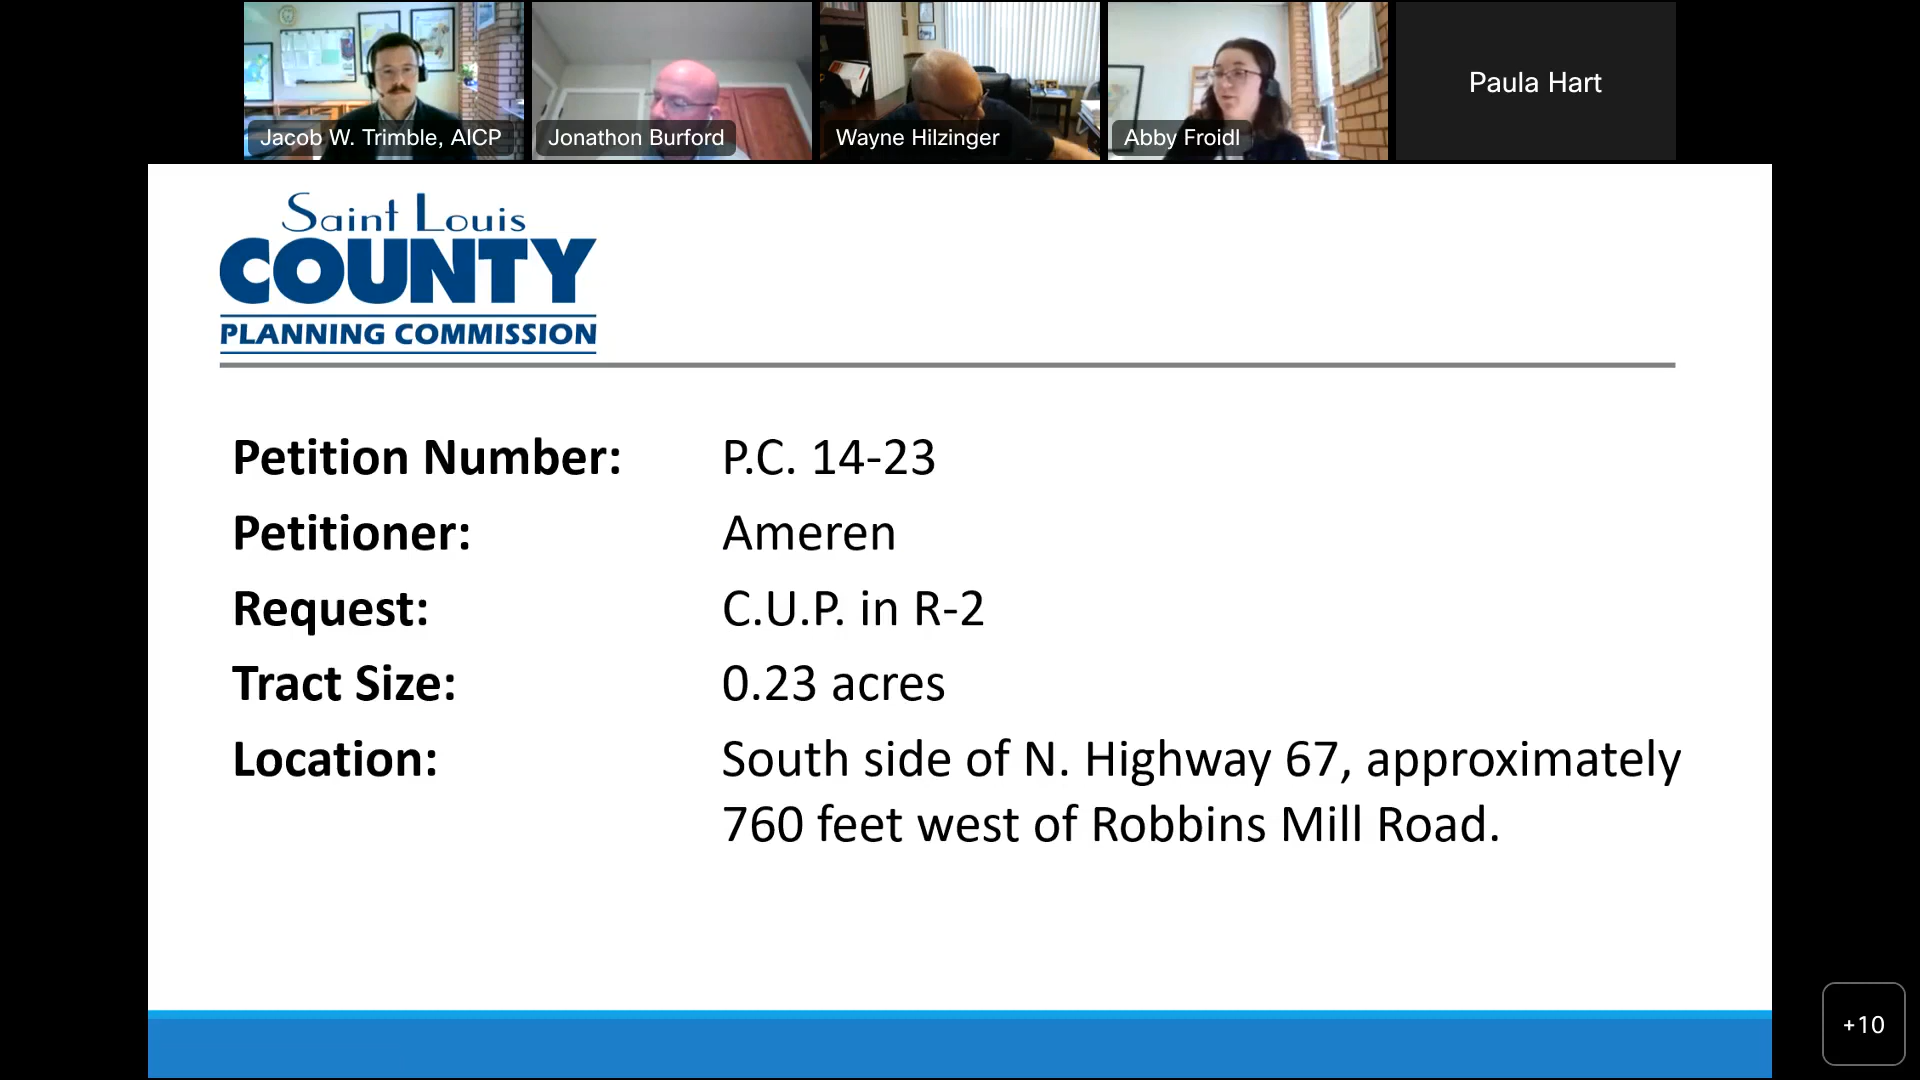 Jacob W. Trimble, AICP
Jonathon Burford
Wayne Hilzinger
Abby Froidl
Paula Hart
Saint Louis
COUNTY
PLANNING COMMISSION
Petition Number: P.C. 14-23
Petitioner: Ameren
Request: C.U.P. in R-2
Tract Size: 0.23 acres
Location: South side of N. Highway 67, approximately
760 feet west of Robbins Mill Road.
+10